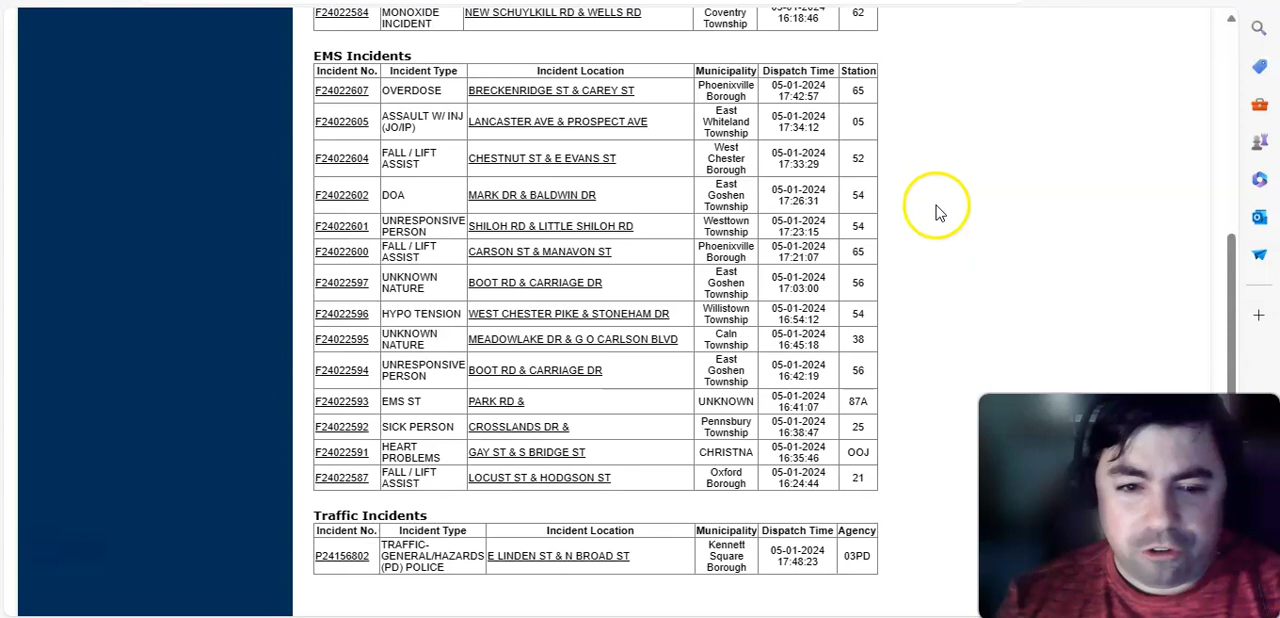 F24022584 MONOXIDE INCIDENT NEW SCHUYLKILL RD & WELLS RD Coventry Township 16:18:46 62
EMS Incidents
Incident No. Incident Type Incident Location Municipality Dispatch Time Station
F24022607 OVERDOSE BRECKENRIDGE ST & CAREY ST Phoenixville Borough 05-01-2024 17:42:57 65
F24022605 ASSAULT W/ INJ (JO/IP) LANCASTER AVE & PROSPECT AVE East Whiteland Township 05-01-2024 17:34:12 05
F24022604 FALL / LIFT ASSIST CHESTNUT ST & E EVANS ST West Chester Borough 05-01-2024 17:33:29 52
F24022602 DOA MARK DR & BALDWIN DR East Goshen Township 05-01-2024 17:26:31 54
F24022601 UNRESPONSIVE PERSON SHILOH RD & LITTLE SHILOH RD Westtown Township 05-01-2024 17:23:15 54
F24022600 FALL / LIFT ASSIST CARSON ST & MANAVON ST Phoenixville Borough 05-01-2024 17:21:07 65
F24022597 UNKNOWN NATURE BOOT RD & CARRIAGE DR East Goshen Township 05-01-2024 17:03:00 56
F24022596 HYPO TENSION WEST CHESTER PIKE & STONEHAM DR Willistown Township 05-01-2024 16:54:12 54
F24022595 UNKNOWN NATURE MEADOWLAKE DR & G O CARLSON BLVD Caln Township 05-01-2024 16:45:18 38
F24022594 UNRESPONSIVE PERSON BOOT RD & CARRIAGE DR East Goshen Township 05-01-2024 16:42:19 56
F24022593 EMS ST PARK RD & UNKNOWN 05-01-2024 16:41:07 87A
F24022592 SICK PERSON CROSSLANDS DR & Pennsbury Township 05-01-2024 16:38:47 25
F24022591 HEART PROBLEMS GAY ST & S BRIDGE ST CHRISTNA 05-01-2024 16:35:46 OOJ
F24022587 FALL / LIFT ASSIST LOCUST ST & HODGSON ST Oxford Borough 05-01-2024 16:24:44 21
Traffic Incidents
Incident No. Incident Type Incident Location Municipality Dispatch Time Agency
P24156802 TRAFFIC-GENERAL/HAZARDS (PD) POLICE E LINDEN ST & N BROAD ST Kennett Square Borough 05-01-2024 17:48:23 03PD